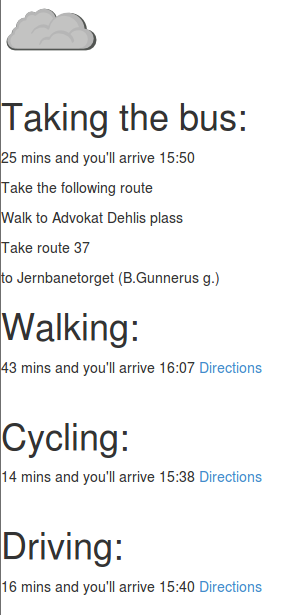 Taking the bus:
25 mins and you'll arrive 15:50
Take the following route
Walk to Advokat Dehlis plass
Take route 37
to Jernbanetorget (B.Gunnerus g.)
Walking:
43 mins and you'll arrive 16:07 Directions
Cycling:
14 mins and you'll arrive 15:38 Directions
Driving:
16 mins and you'll arrive 15:40 Directions